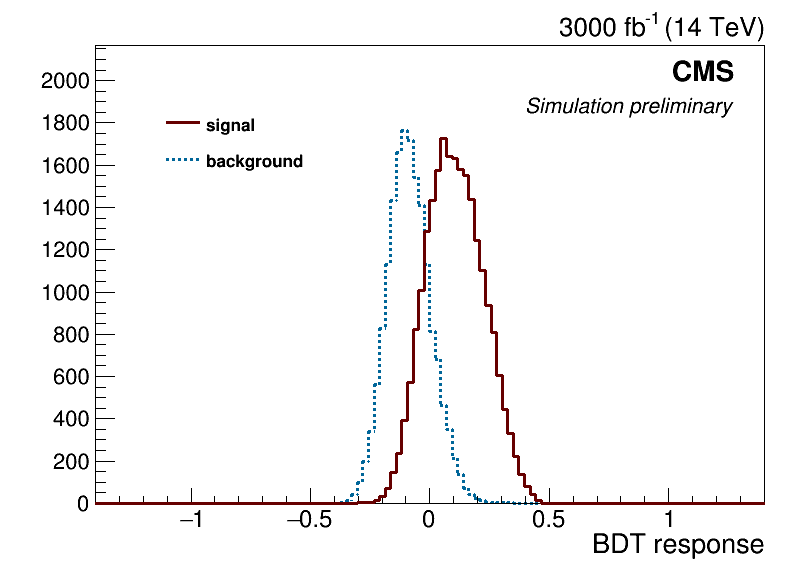 3000 fb⁻¹ (14 TeV)
CMS
Simulation preliminary
signal
background
2000
1800
1600
1400
1200
1000
800
600
400
200
0
−1 −0.5 0 0.5 1
BDT response